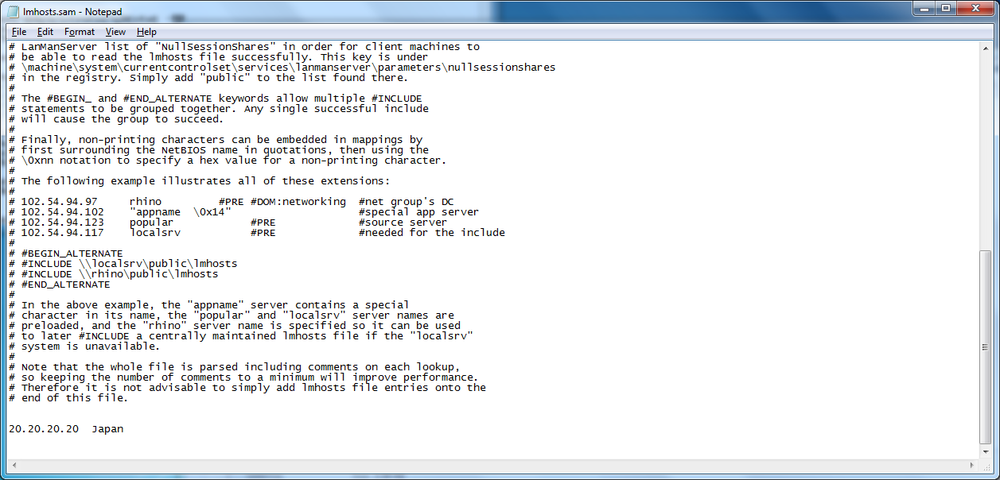 lmhosts.sam - Notepad
File Edit Format View Help
# LanManServer list of "NullSessionShares" in order for client machines to
# be able to read the lmhosts file successfully. This key is under
# \machine\system\currentcontrolset\services\lanmanserver\parameters\nullsessionshares
# in the registry. Simply add "public" to the list found there.
#
# The #BEGIN_ and #END_ALTERNATE keywords allow multiple #INCLUDE
# statements to be grouped together. Any single successful include
# will cause the group to succeed.
#
# Finally, non-printing characters can be embedded in mappings by
# first surrounding the NetBIOS name in quotations, then using the
# \0xnn notation to specify a hex value for a non-printing character.
#
# The following example illustrates all of these extensions:
#
# 102.54.94.97     rhino         #PRE #DOM:networking  #net group's DC
# 102.54.94.102    "appname  \0x14"                    #special app server
# 102.54.94.123    popular            #PRE             #source server
# 102.54.94.117    localsrv           #PRE             #needed for the include
#
# #BEGIN_ALTERNATE
# #INCLUDE \\localsrv\public\lmhosts
# #INCLUDE \\rhino\public\lmhosts
# #END_ALTERNATE
#
# In the above example, the "appname" server contains a special
# character in its name, the "popular" and "localsrv" server names are
# preloaded, and the "rhino" server name is specified so it can be used
# to later #INCLUDE a centrally maintained lmhosts file if the "localsrv"
# system is unavailable.
#
# Note that the whole file is parsed including comments on each lookup,
# so keeping the number of comments to a minimum will improve performance.
# Therefore it is not advisable to simply add lmhosts file entries onto the
# end of this file.
20.20.20.20  Japan